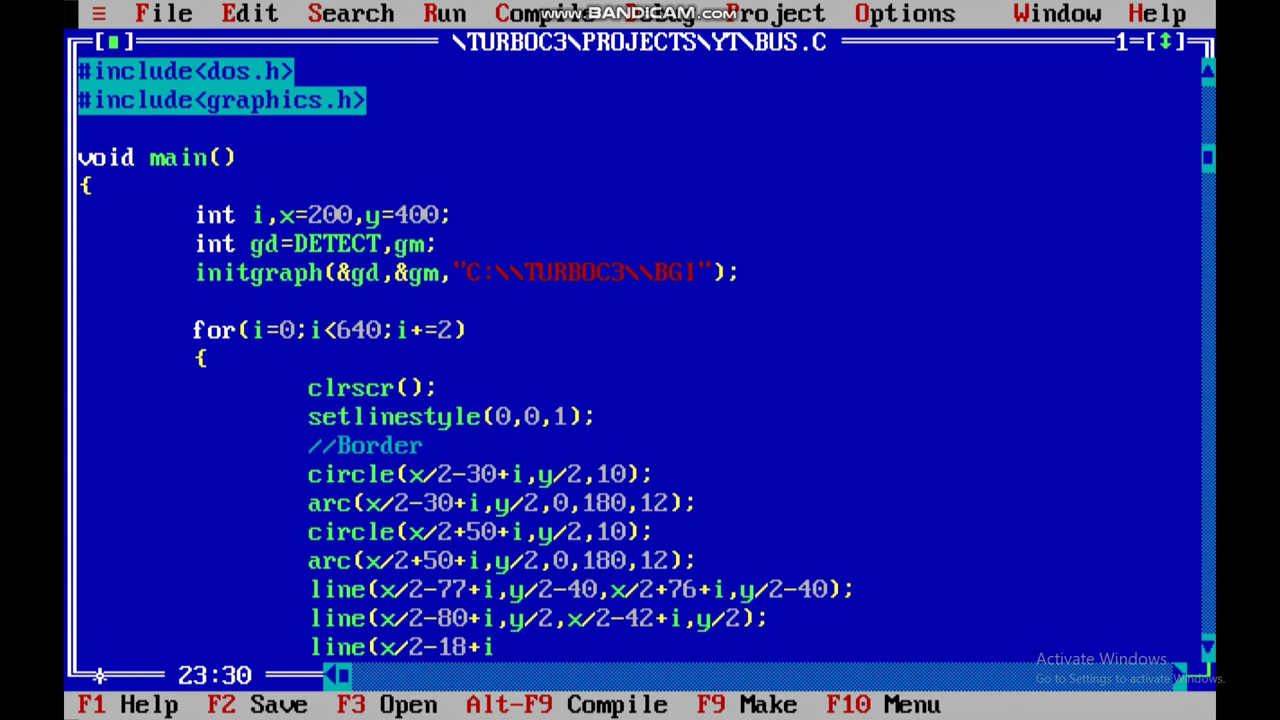 ≡ File Edit Search Run Compile Debug Project Options Window Help
www.BANDICAM.com
[■] \TURBOC3\PROJECTS\YT\BUS.C 1=[↕]
#include<dos.h>
#include<graphics.h>
void main()
{
int i,x=200,y=400;
int gd=DETECT,gm;
initgraph(&gd,&gm,"C:\\TURBOC3\\BGI");
for(i=0;i<640;i+=2)
{
clrscr();
setlinestyle(0,0,1);
//Border
circle(x/2-30+i,y/2,10);
arc(x/2-30+i,y/2,0,180,12);
circle(x/2+50+i,y/2,10);
arc(x/2+50+i,y/2,0,180,12);
line(x/2-77+i,y/2-40,x/2+76+i,y/2-40);
line(x/2-80+i,y/2,x/2-42+i,y/2);
line(x/2-18+i
23:30
Activate Windows
Go to Settings to activate Windows.
F1 Help F2 Save F3 Open Alt-F9 Compile F9 Make F10 Menu